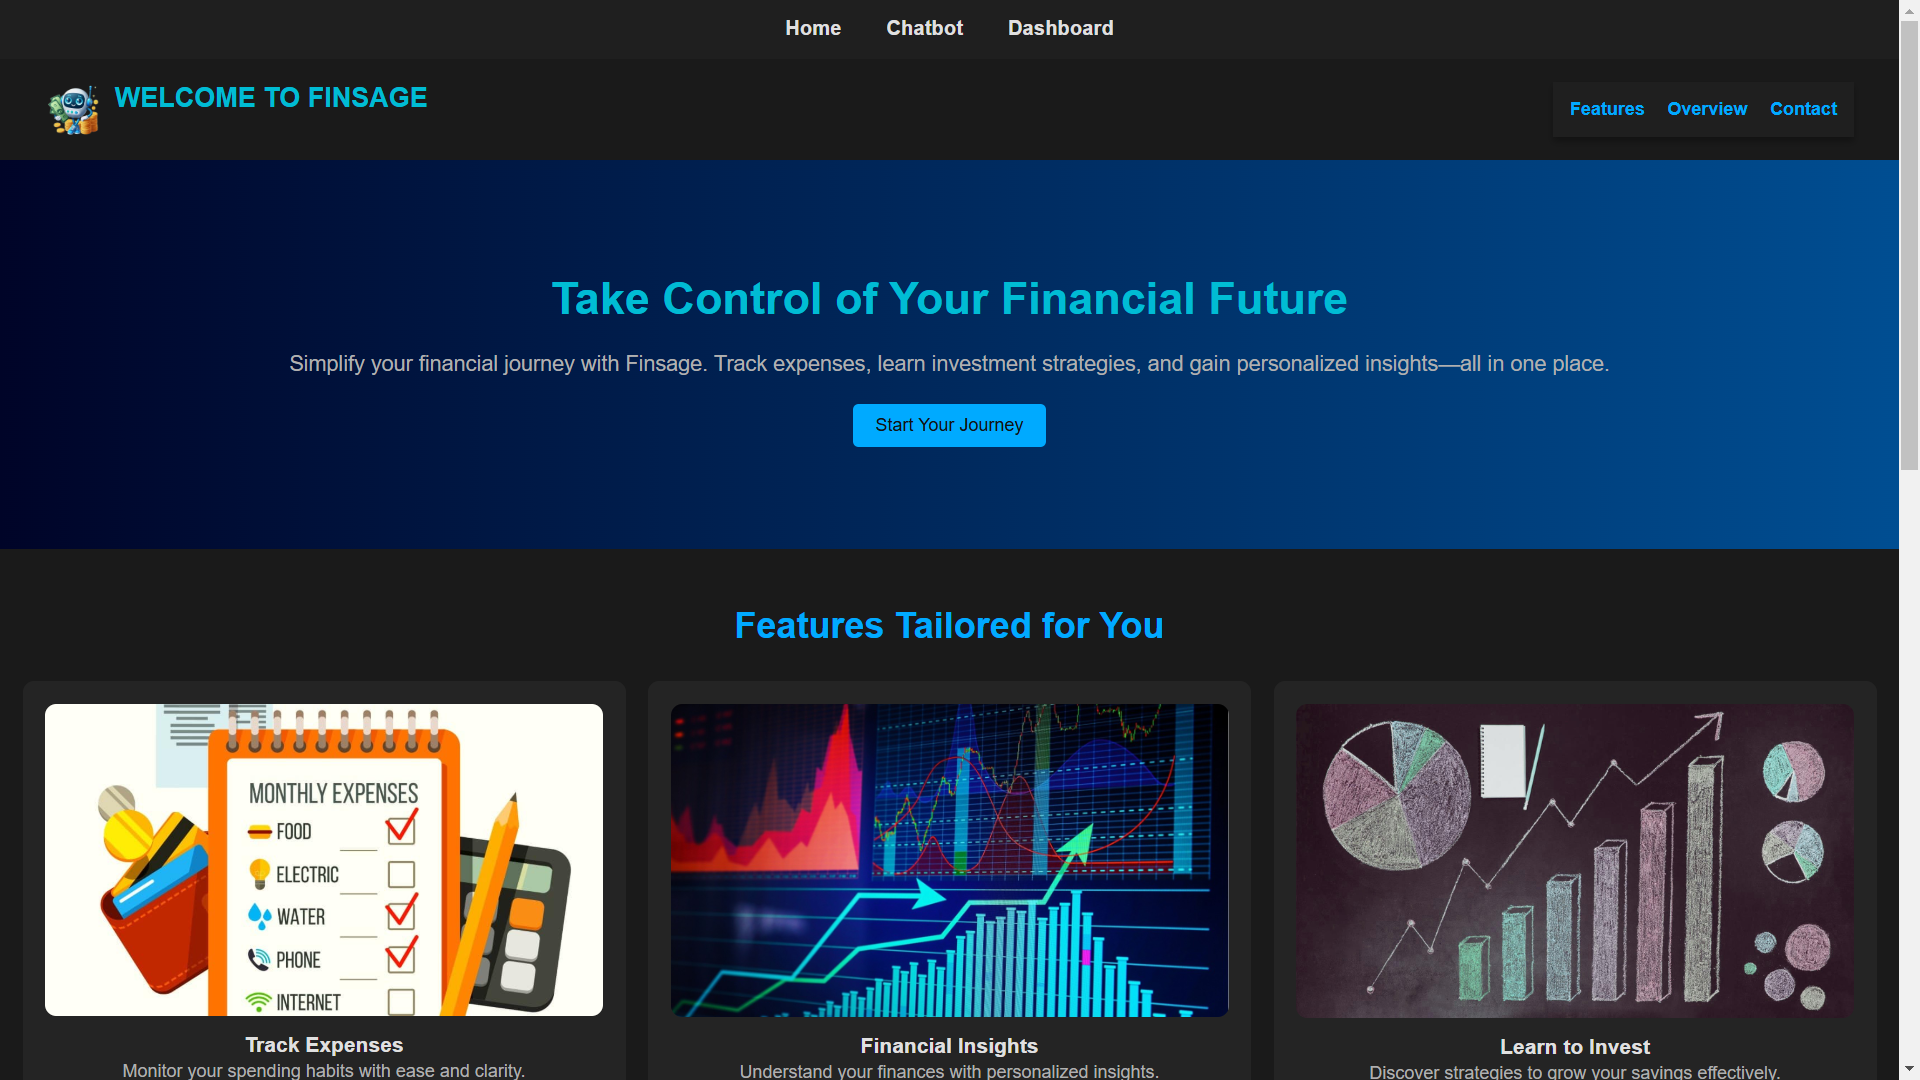 Home Chatbot Dashboard
WELCOME TO FINSAGE
Features Overview Contact
Take Control of Your Financial Future
Simplify your financial journey with Finsage. Track expenses, learn investment strategies, and gain personalized insights—all in one place.
Start Your Journey
Features Tailored for You
MONTHLY EXPENSES
FOOD
ELECTRIC
WATER
PHONE
INTERNET
Track Expenses
Monitor your spending habits with ease and clarity.
Financial Insights
Understand your finances with personalized insights.
Learn to Invest
Discover strategies to grow your savings effectively.